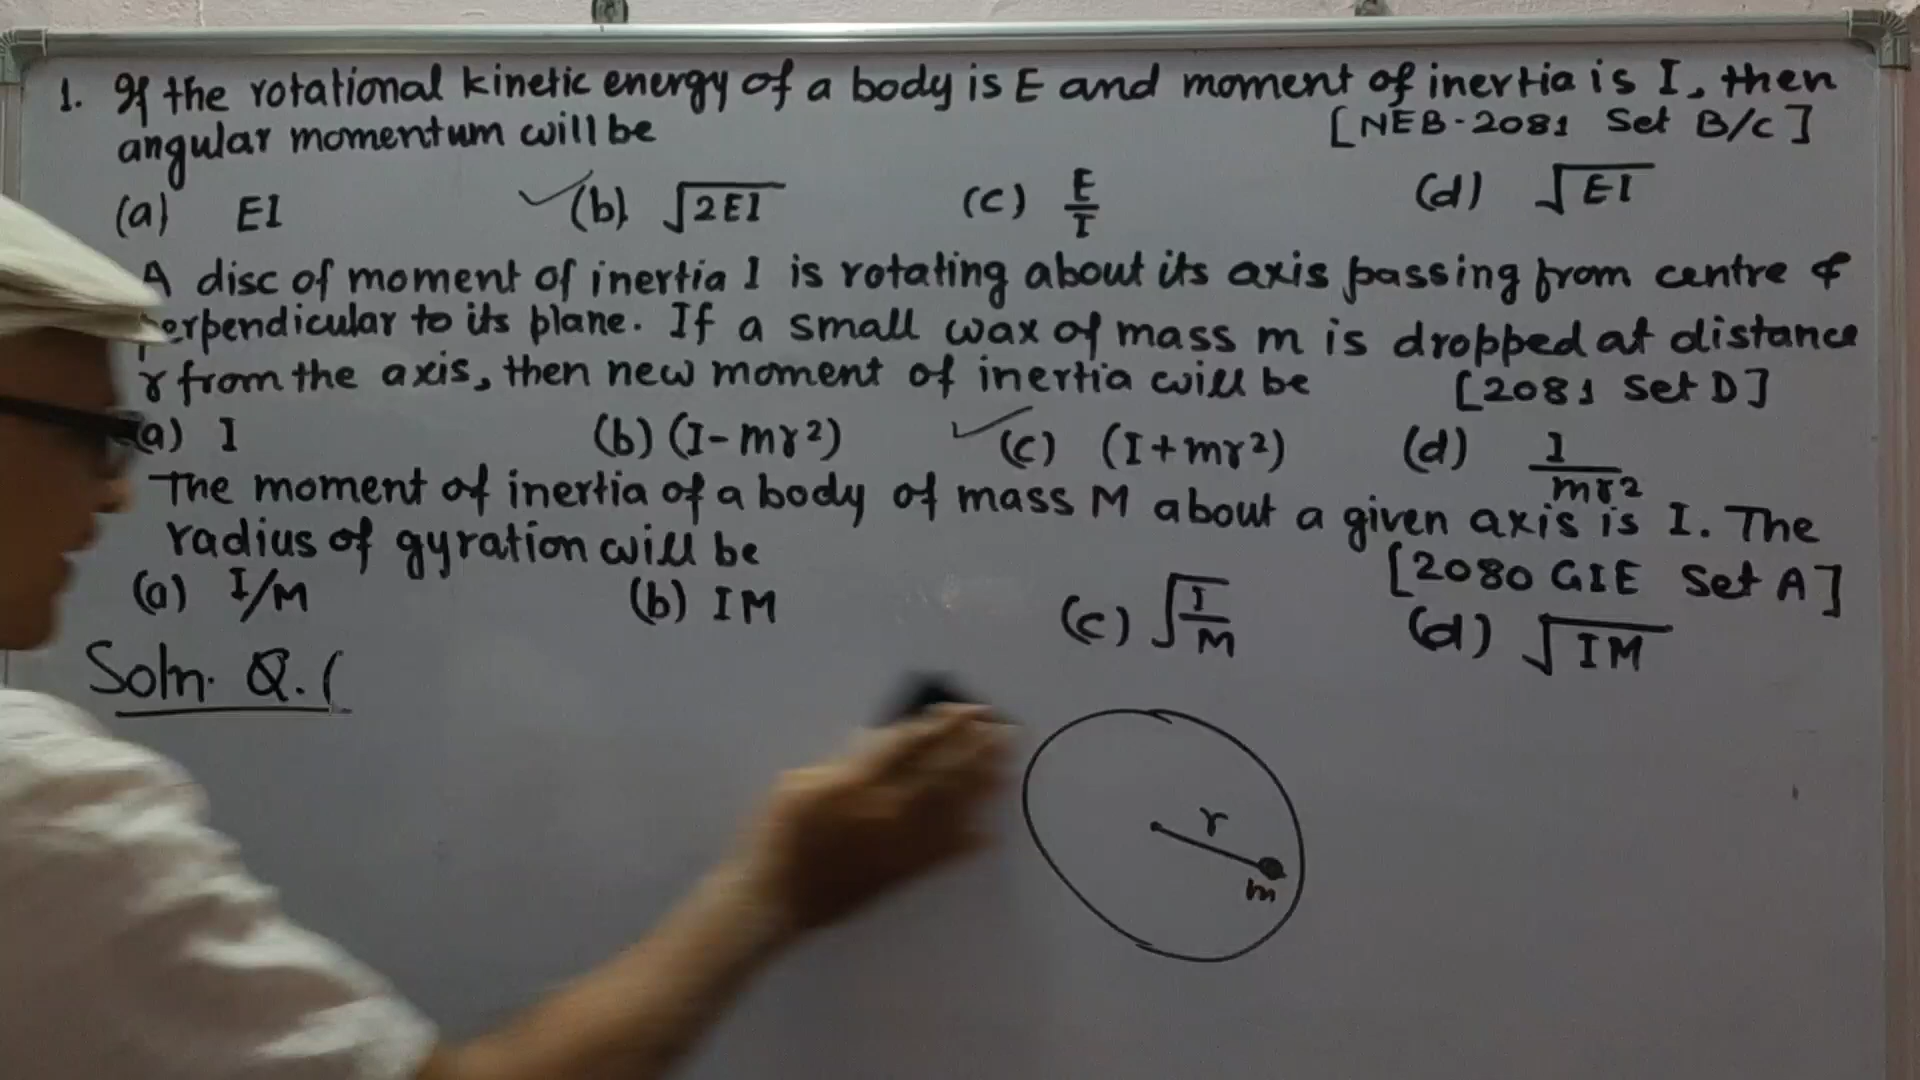 1. If the rotational kinetic energy of a body is E and moment of inertia is I, then
angular momentum will be [NEB-2081 Set B/C]
(a) EI (b) √2EI (c) E/I (d) √EI
A disc of moment of inertia I is rotating about its axis passing from centre &
perpendicular to its plane. If a small wax of mass m is dropped at distance
r from the axis, then new moment of inertia will be [2081 Set D]
(a) I (b) (I-mr²) (c) (I+mr²) (d) I/mr²
The moment of inertia of a body of mass M about a given axis is I. The
radius of gyration will be [2080 GIE Set A]
(a) I/M (b) IM (c) √I/M (d) √IM
Soln. Q.(
r
m